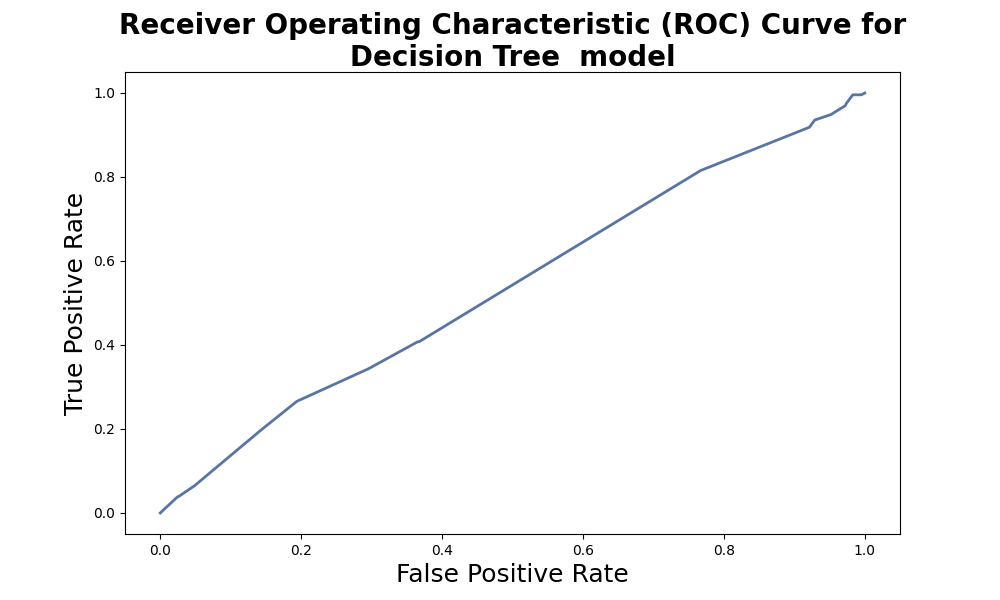 Receiver Operating Characteristic (ROC) Curve for
Decision Tree  model
1.0
0.8
0.6
0.4
0.2
0.0
True Positive Rate
0.0 0.2 0.4 0.6 0.8 1.0
False Positive Rate